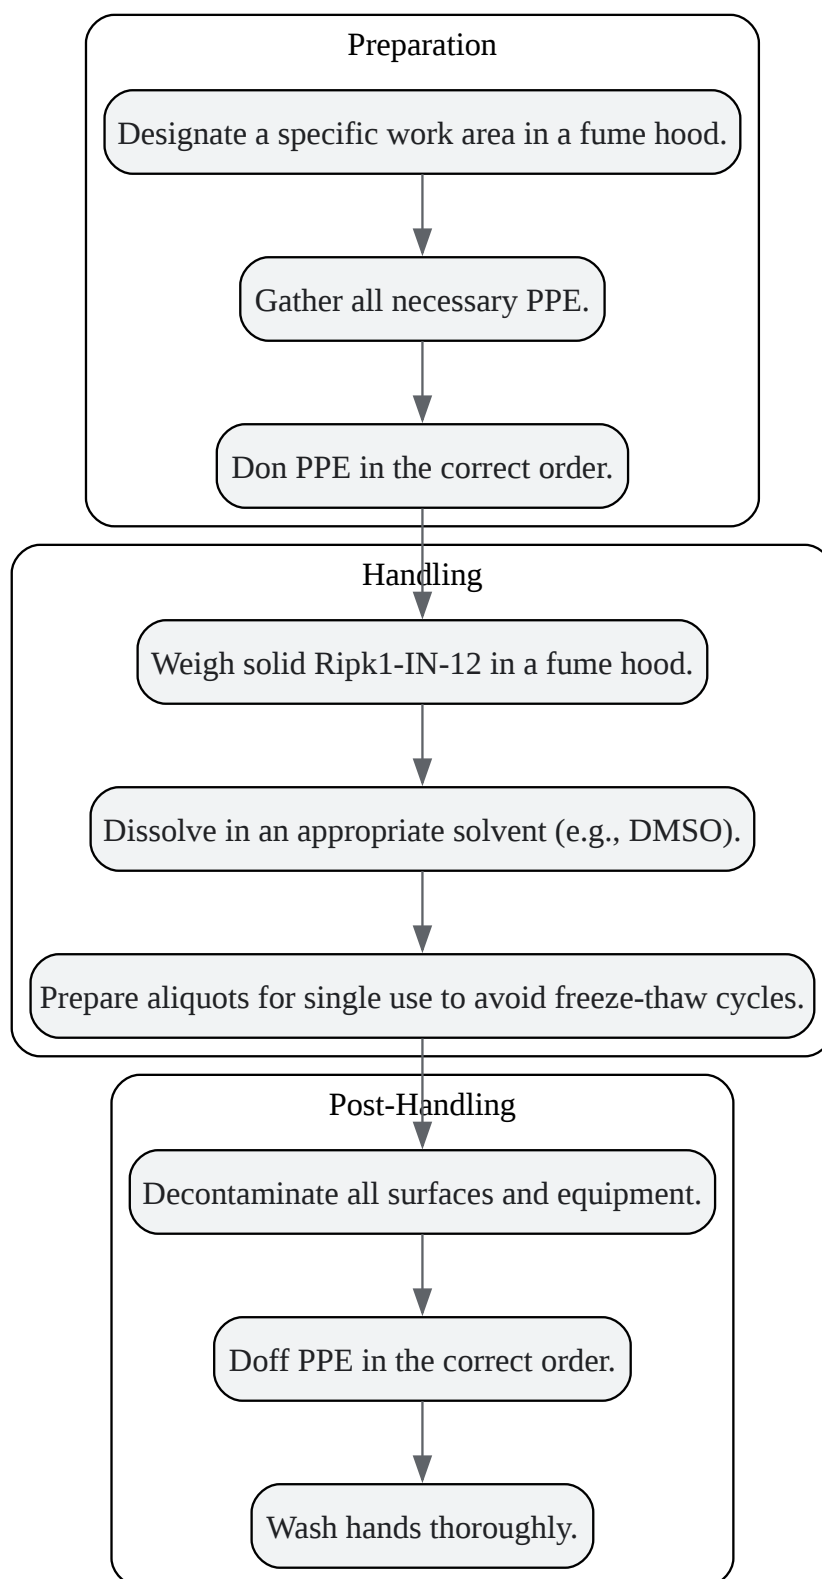 Preparation
Designate a specific work area in a fume hood.
Gather all necessary PPE.
Don PPE in the correct order.
Handling
Weigh solid Ripk1-IN-12 in a fume hood.
Dissolve in an appropriate solvent (e.g., DMSO).
Prepare aliquots for single use to avoid freeze-thaw cycles.
Post-Handling
Decontaminate all surfaces and equipment.
Doff PPE in the correct order.
Wash hands thoroughly.